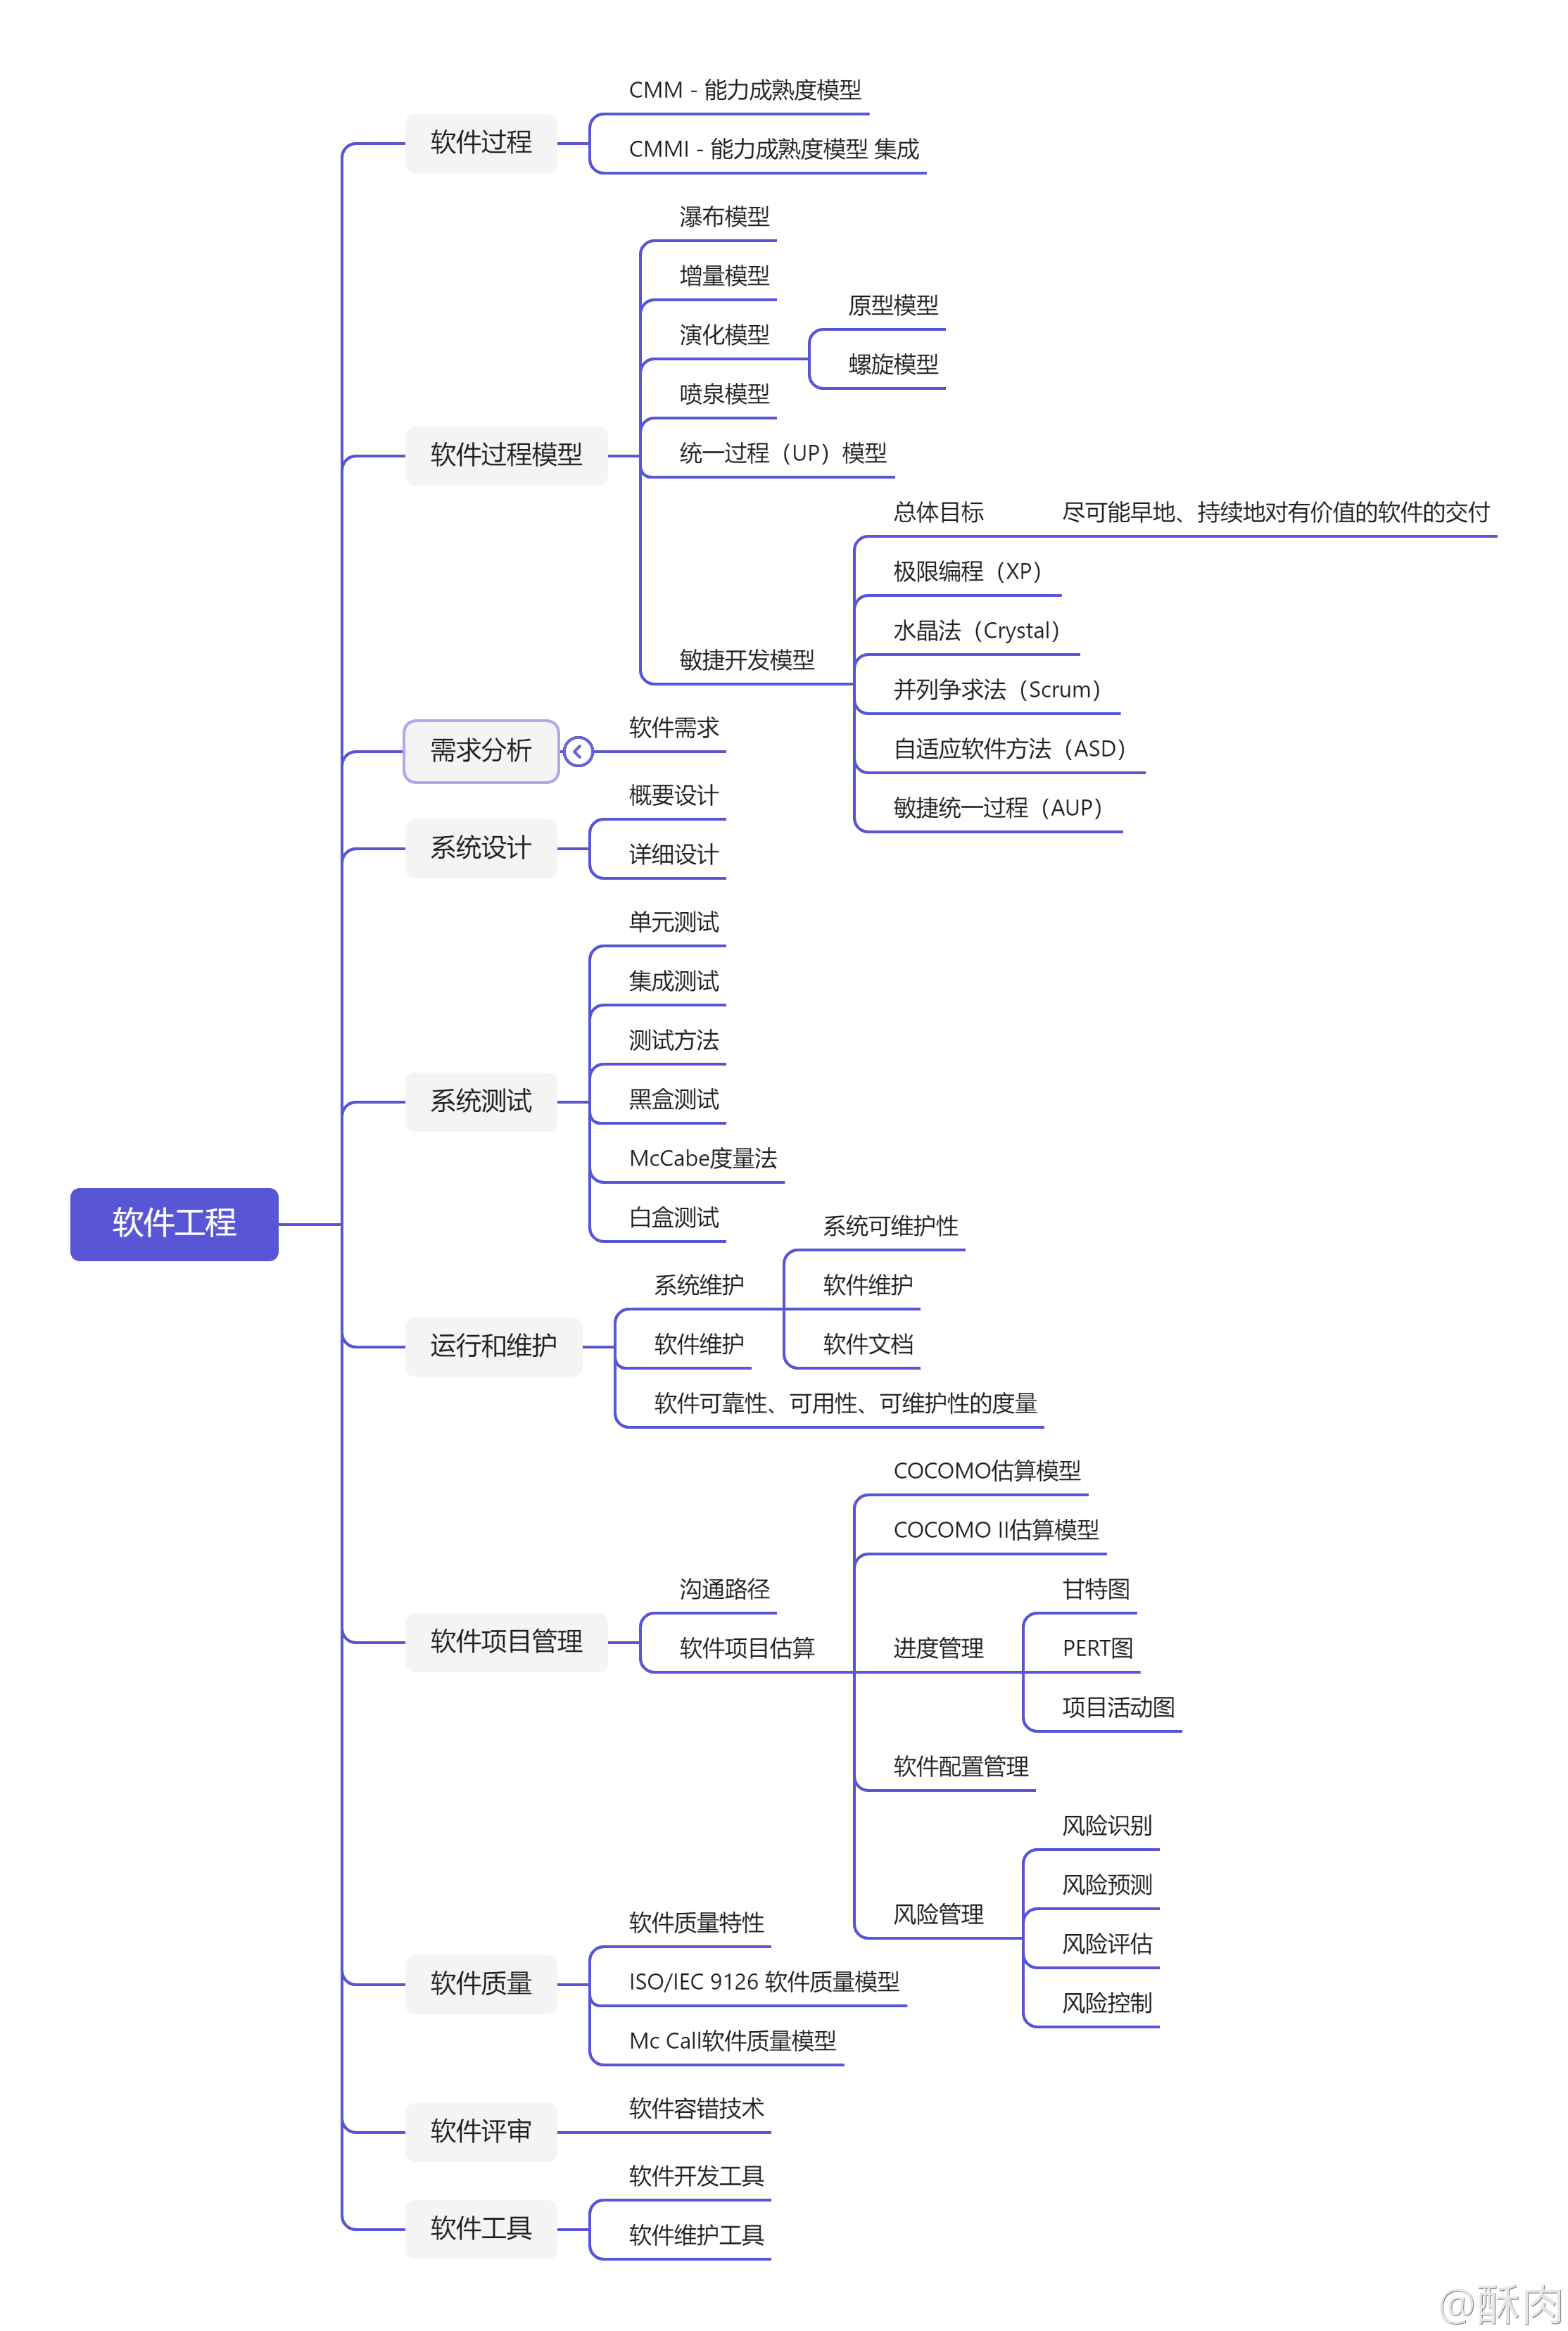 软件工程
软件过程
CMM - 能力成熟度模型
CMMI - 能力成熟度模型 集成
软件过程模型
瀑布模型
增量模型
演化模型
原型模型
螺旋模型
喷泉模型
统一过程（UP）模型
敏捷开发模型
总体目标
尽可能早地、持续地对有价值的软件的交付
极限编程（XP）
水晶法（Crystal）
并列争求法（Scrum）
自适应软件方法（ASD）
敏捷统一过程（AUP）
需求分析
软件需求
系统设计
概要设计
详细设计
系统测试
单元测试
集成测试
测试方法
黑盒测试
McCabe度量法
白盒测试
运行和维护
系统维护
系统可维护性
软件维护
软件文档
软件维护
软件可靠性、可用性、可维护性的度量
软件项目管理
沟通路径
软件项目估算
COCOMO估算模型
COCOMO II估算模型
进度管理
甘特图
PERT图
项目活动图
软件配置管理
风险管理
风险识别
风险预测
风险评估
风险控制
软件质量
软件质量特性
ISO/IEC 9126 软件质量模型
Mc Call软件质量模型
软件评审
软件容错技术
软件工具
软件开发工具
软件维护工具
@酥肉